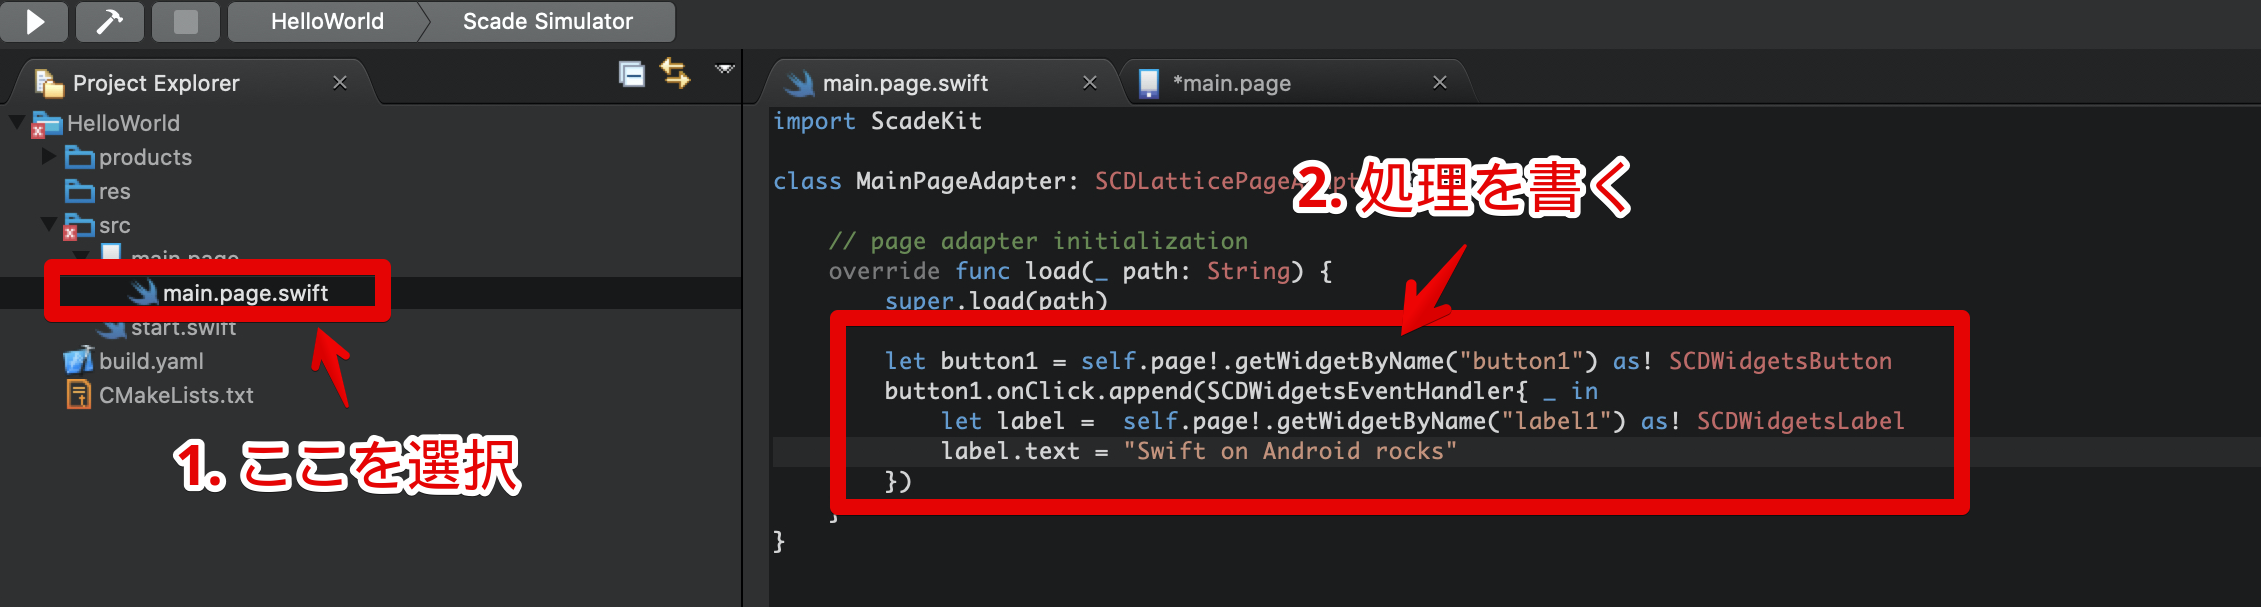 HelloWorld
Scade Simulator
Project Explorer
HelloWorld
products
res
src
main.page
main.page.swift
start.swift
build.yaml
CMakeLists.txt
1. ここを選択
main.page.swift
*main.page
import ScadeKit
class MainPageAdapter: SCDLatticePageAdapt
2. 処理を書く
// page adapter initialization
override func load(_ path: String) {
super.load(path)
let button1 = self.page!.getWidgetByName("button1") as! SCDWidgetsButton
button1.onClick.append(SCDWidgetsEventHandler{ _ in
let label =  self.page!.getWidgetByName("label1") as! SCDWidgetsLabel
label.text = "Swift on Android rocks"
})
}
}